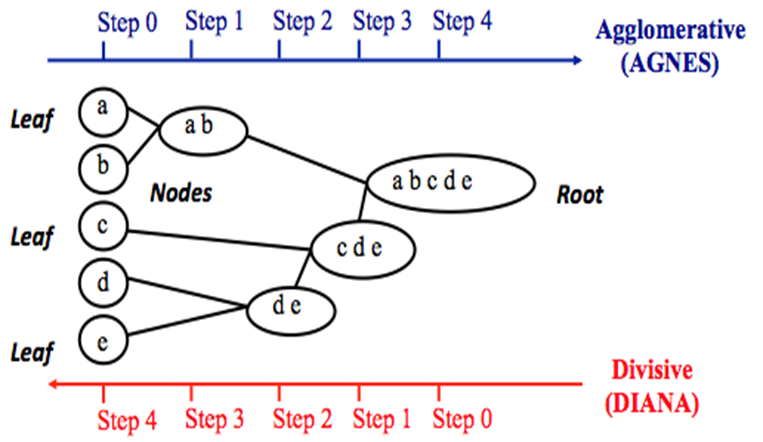 Step 0 Step 1 Step 2 Step 3 Step 4
Agglomerative
(AGNES)
Leaf
a
a b
b
Nodes
a b c d e
Root
Leaf
c
c d e
d
d e
e
Leaf
Divisive
(DIANA)
Step 4 Step 3 Step 2 Step 1 Step 0